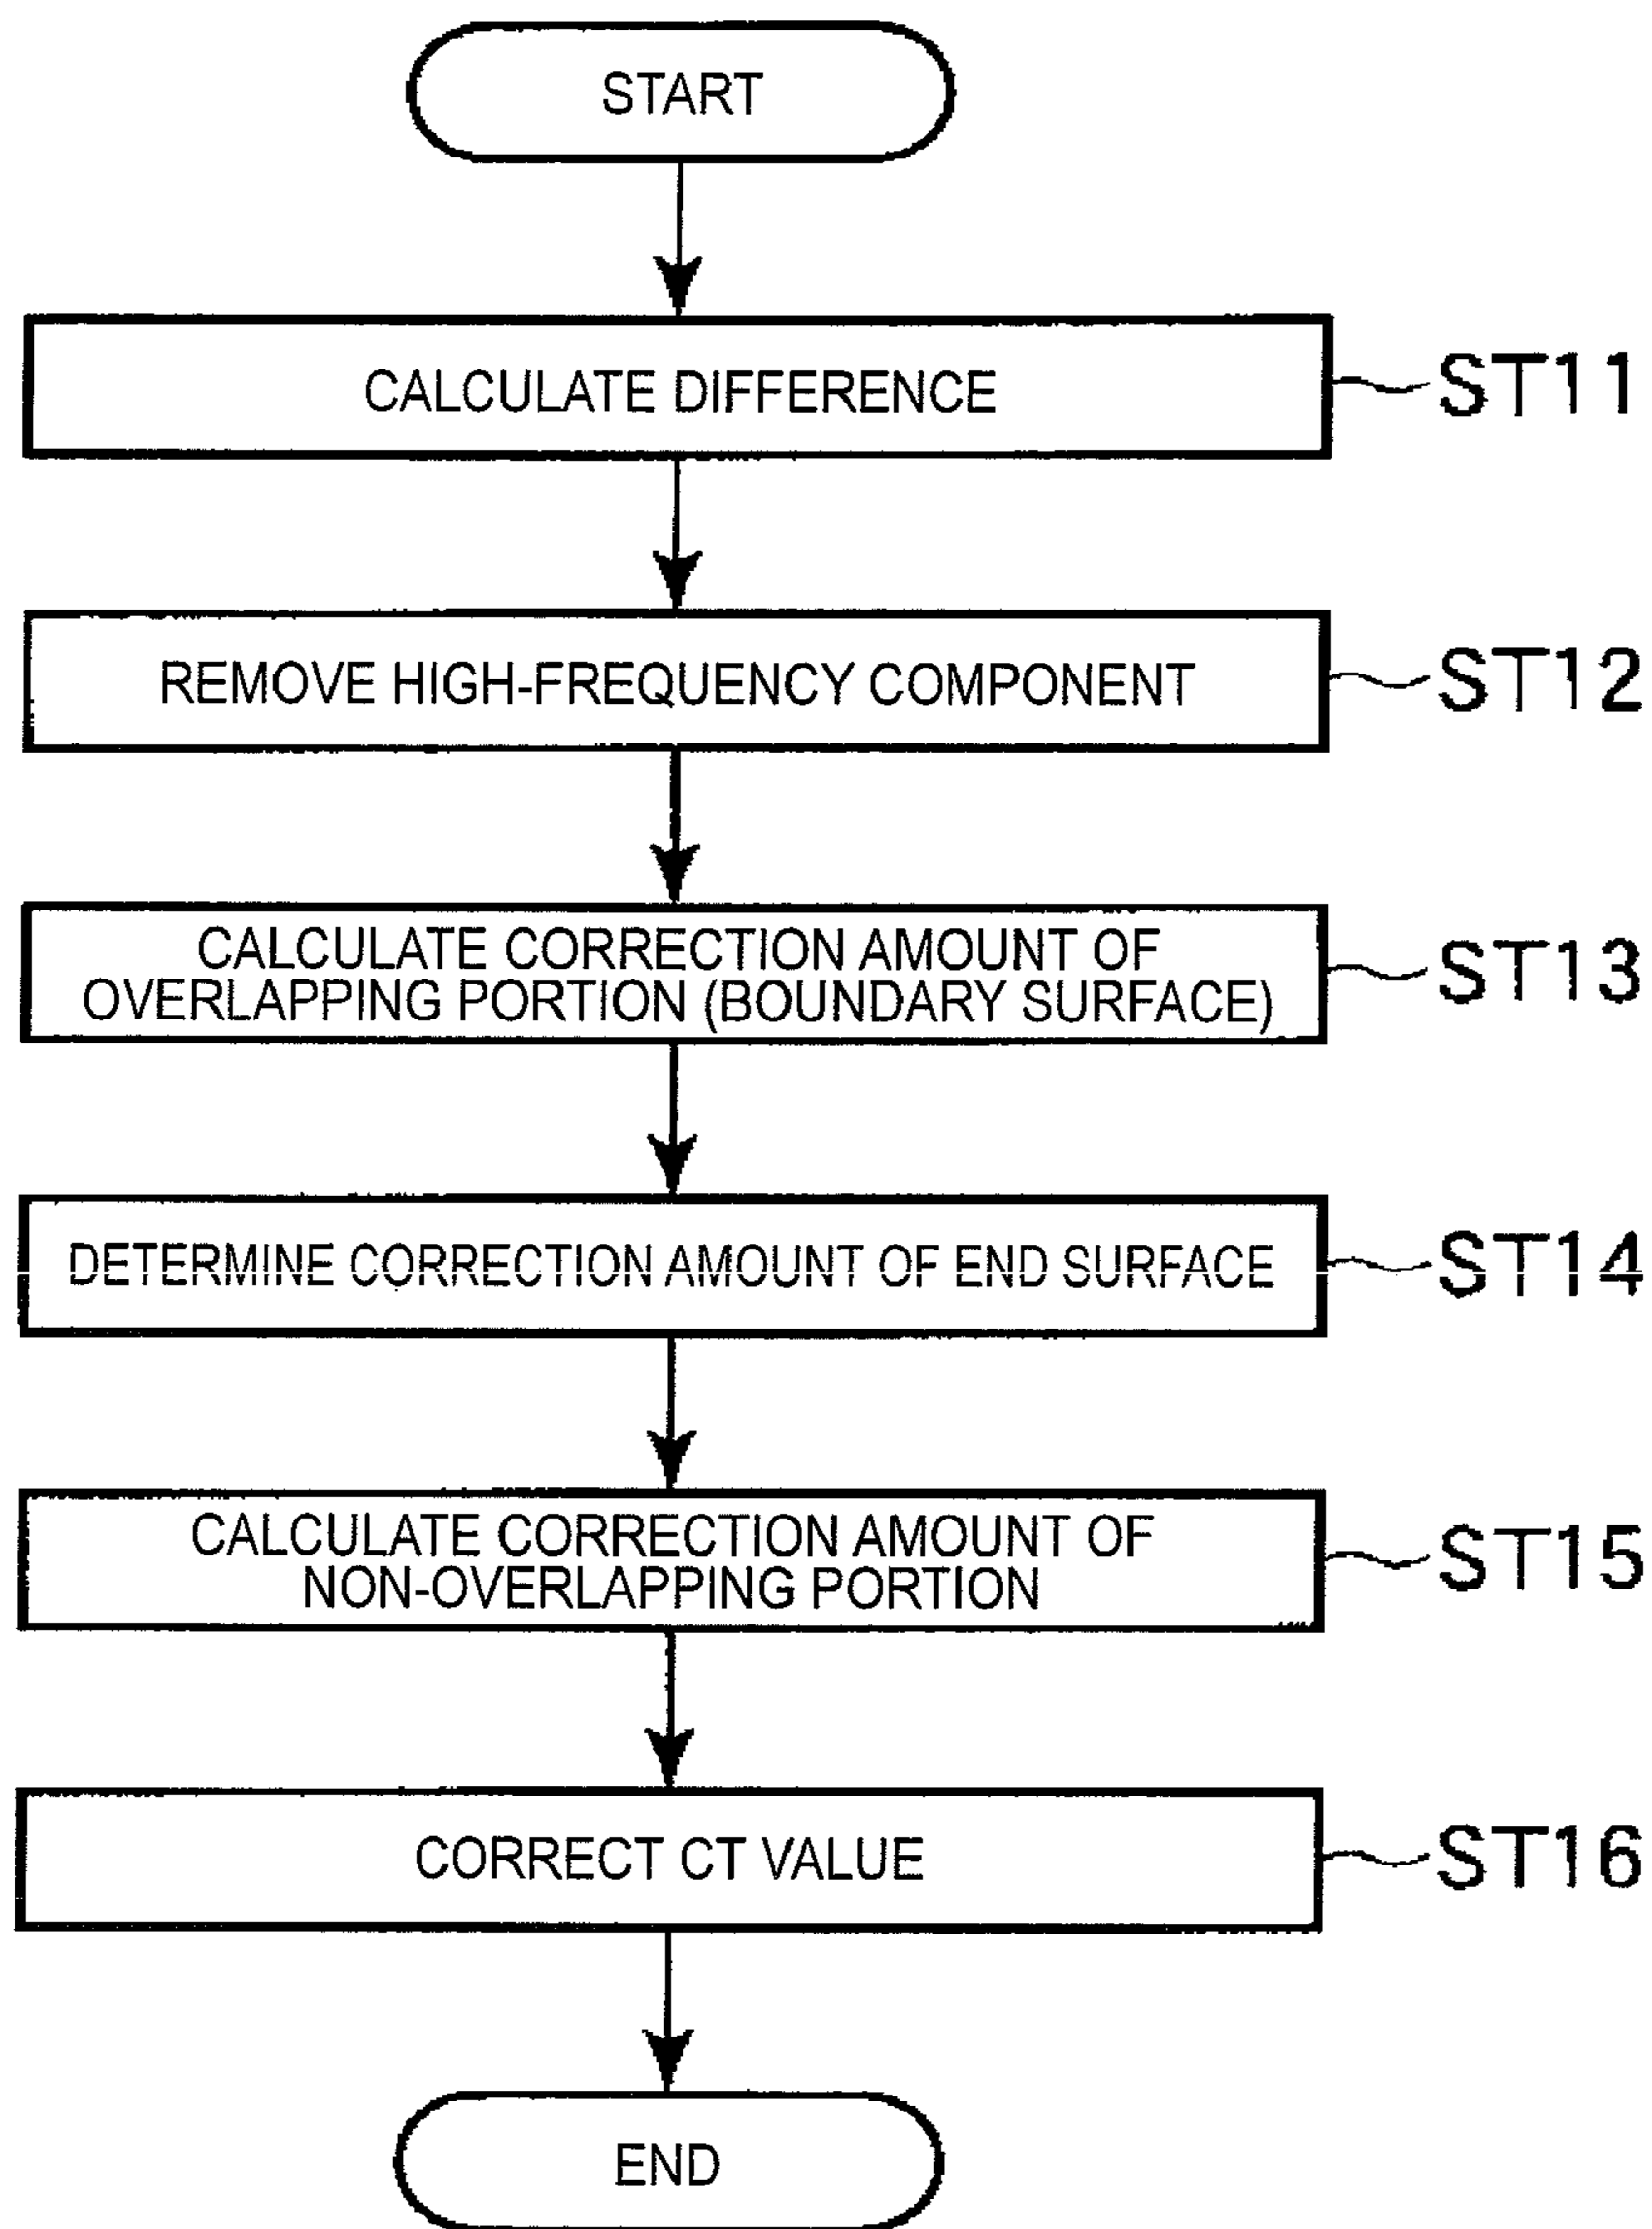 START
CALCULATE DIFFERENCE
ST11
REMOVE HIGH-FREQUENCY COMPONENT
ST12
CALCULATE CORRECTION AMOUNT OF
OVERLAPPING PORTION (BOUNDARY SURFACE)
ST13
DETERMINE CORRECTION AMOUNT OF END SURFACE
ST14
CALCULATE CORRECTION AMOUNT OF
NON-OVERLAPPING PORTION
ST15
CORRECT CT VALUE
ST16
END